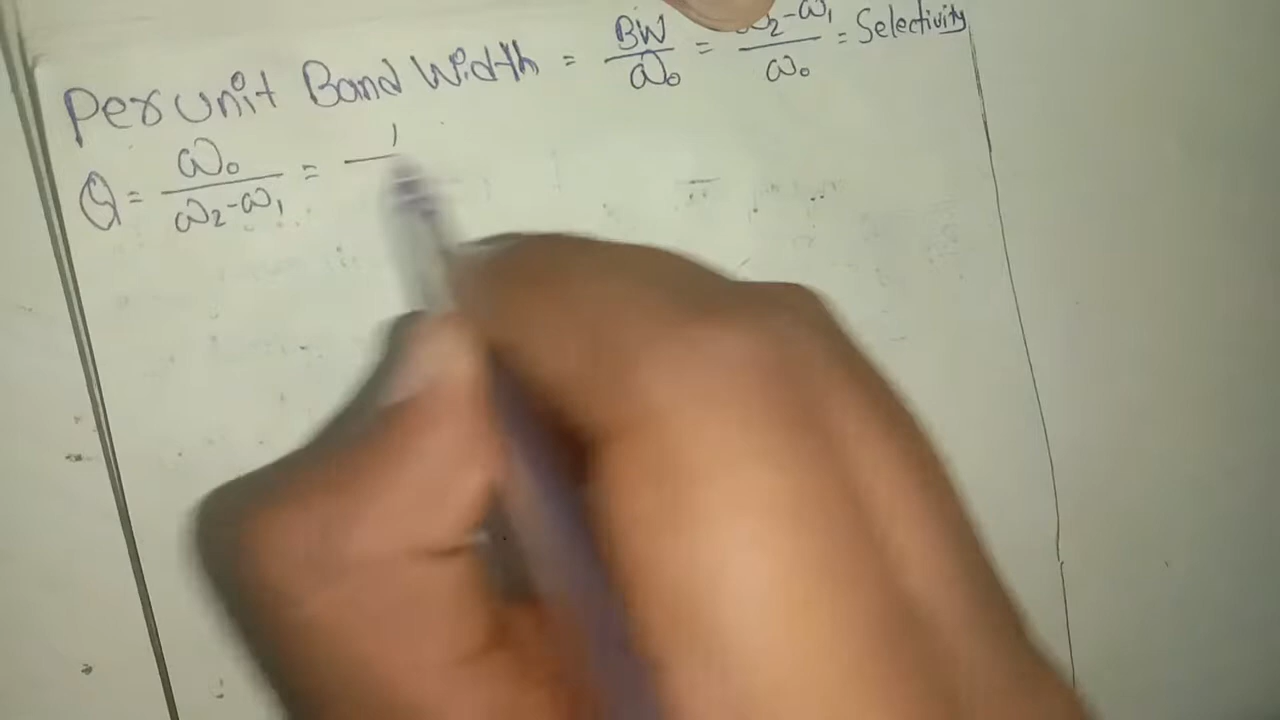 Per unit Band Width = BW/ω₀ = ω₂-ω₁/ω₀ = Selectivity
Q = ω₀/ω₂-ω₁ = 1/